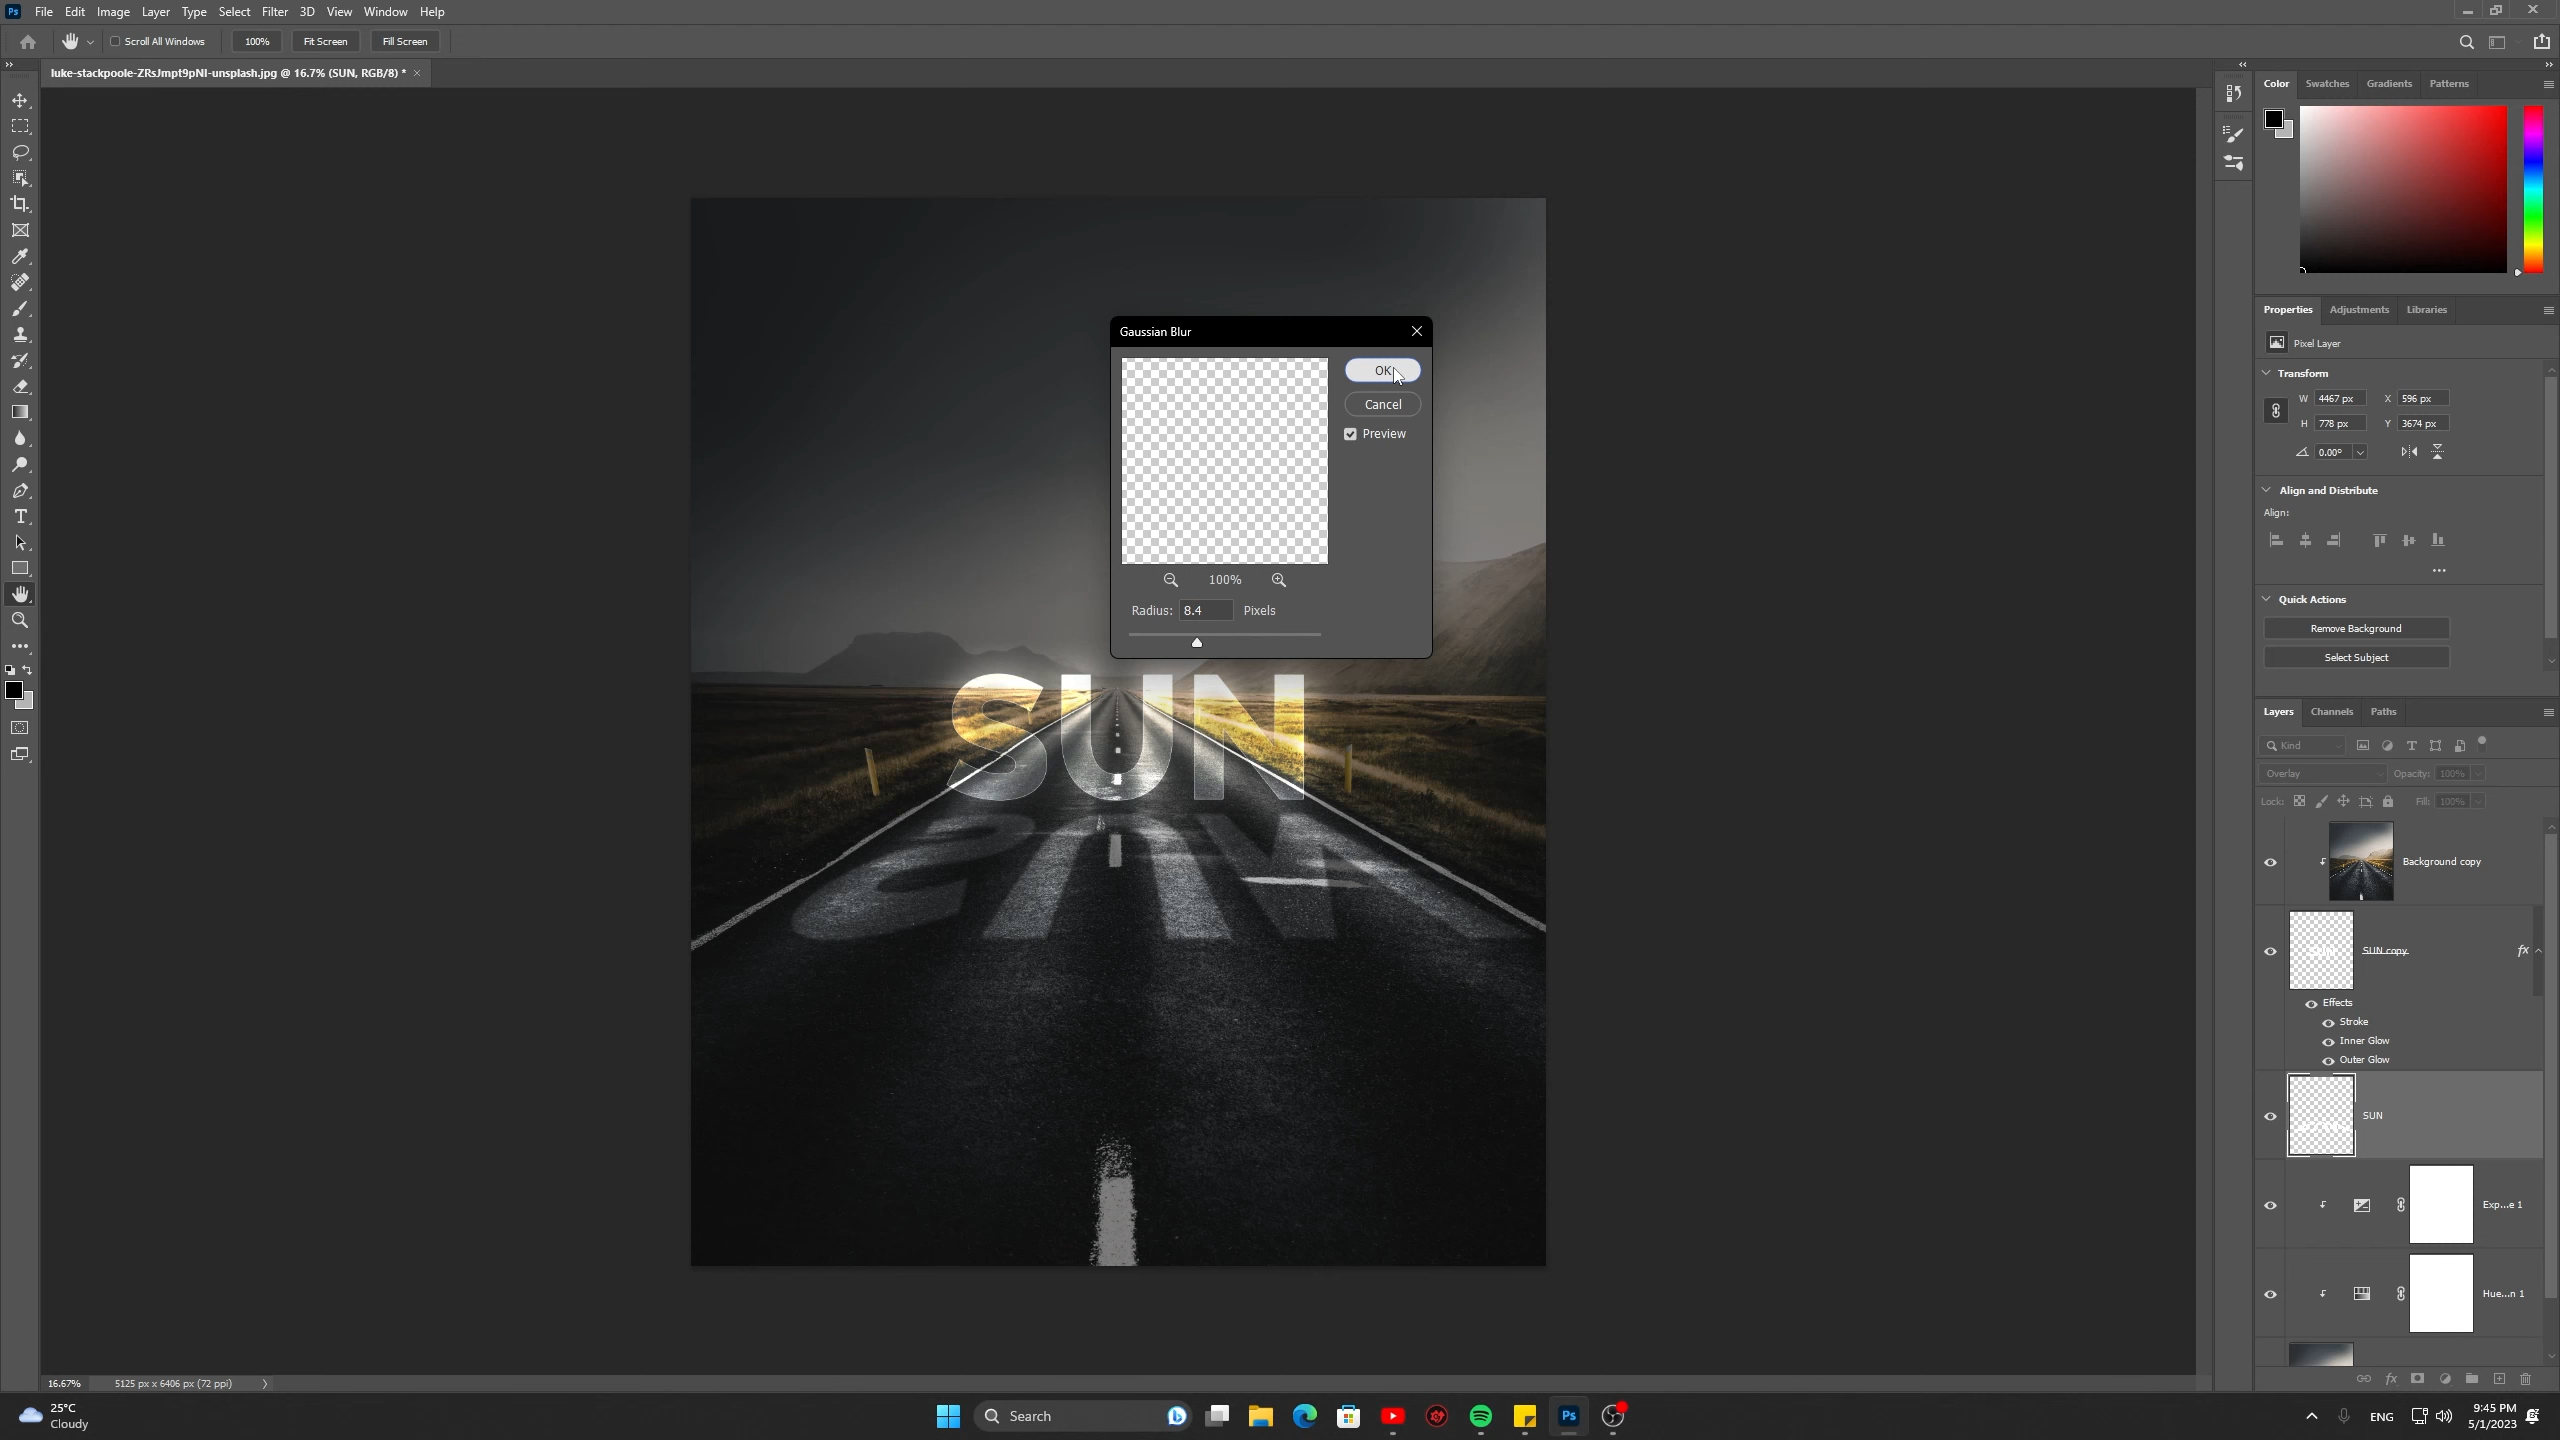 Ps File Edit Image Layer Type Select Filter 3D View Window Help
Scroll All Windows 100% Fit Screen Fill Screen
luke-stackpoole-ZRsJmpt9pNI-unsplash.jpg @ 16.7% (SUN, RGB/8) *
Color Swatches Gradients Patterns
Gaussian Blur
OK
Cancel
Preview
100%
Radius: 8.4 Pixels
SUN
SUN
Properties Adjustments Libraries
Pixel Layer
Transform
W 4467 px X 596 px
H 778 px Y 3674 px
0.00°
Align and Distribute
Align:
Quick Actions
Remove Background
Select Subject
Layers Channels Paths
Kind
Overlay Opacity: 100%
Lock: Fill: 100%
Background copy
SUN copy fx
Effects
Stroke
Inner Glow
Outer Glow
SUN
Exp...e 1
Hue...n 1
fx
16.67% 5125 px x 6406 px (72 ppi)
25°C
Cloudy
Search
Ps
ENG
9:45 PM
5/1/2023